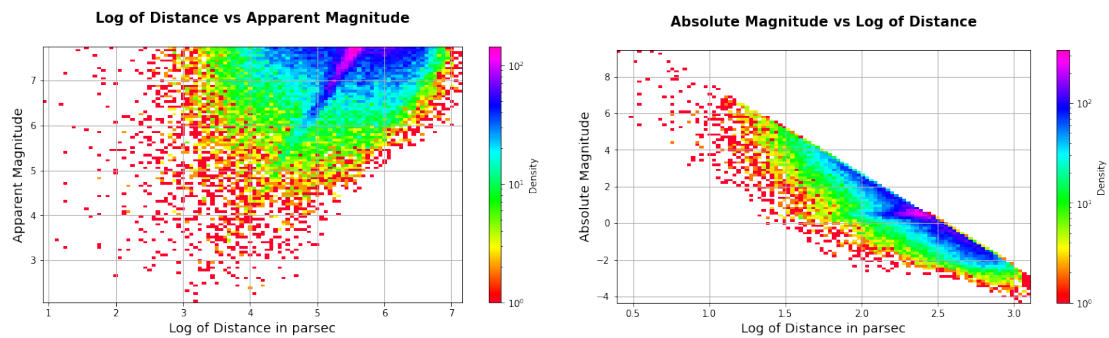 Log of Distance vs Apparent Magnitude
Apparent Magnitude
7
6
5
4
3
1 2 3 4 5 6 7
Log of Distance in parsec
10²
10¹
10⁰
Density
Absolute Magnitude vs Log of Distance
Absolute Magnitude
8
6
4
2
0
−2
−4
0.5 1.0 1.5 2.0 2.5 3.0
Log of Distance in parsec
10²
10¹
10⁰
Density